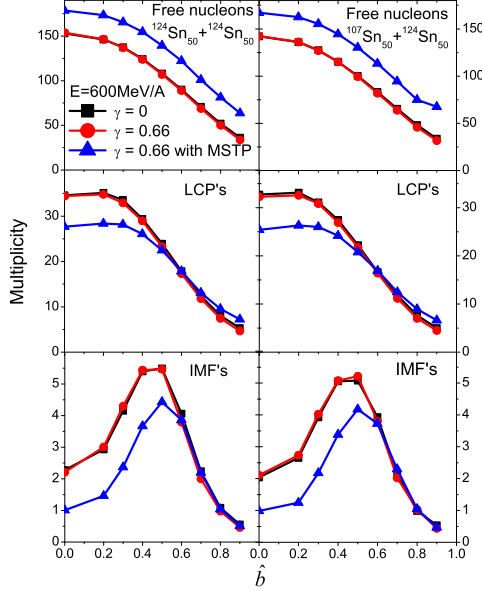 Free nucleons
¹²⁴Sn₅₀+¹²⁴Sn₅₀
E=600MeV/A
γ = 0
γ = 0.66
γ = 0.66 with MSTP
150
100
50
0
Free nucleons
¹⁰⁷Sn₅₀+¹²⁴Sn₅₀
150
100
50
0
Multiplicity
LCP's
30
20
10
0
LCP's
30
20
10
0
IMF's
5
4
3
2
1
0
IMF's
5
4
3
2
1
0
0.0 0.2 0.4 0.6 0.8 0.0 0.2 0.4 0.6 0.8 1.0
b̂